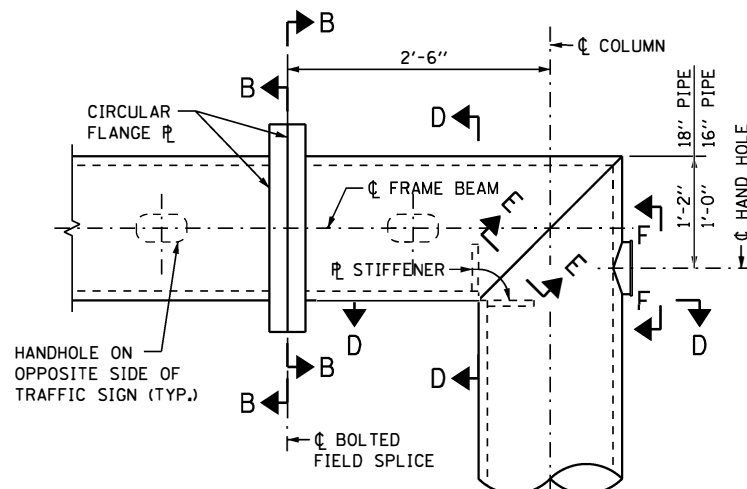 B
2'-6"
℄ COLUMN
B
CIRCULAR
FLANGE ⅊
D
18" PIPE
16" PIPE
℄ FRAME BEAM
E
1'-2"
1'-0"
℄ HAND HOLE
F
⅊ STIFFENER
E
F
D
D
HANDHOLE ON
OPPOSITE SIDE OF
TRAFFIC SIGN (TYP.)
B
D
B
℄ BOLTED
FIELD SPLICE